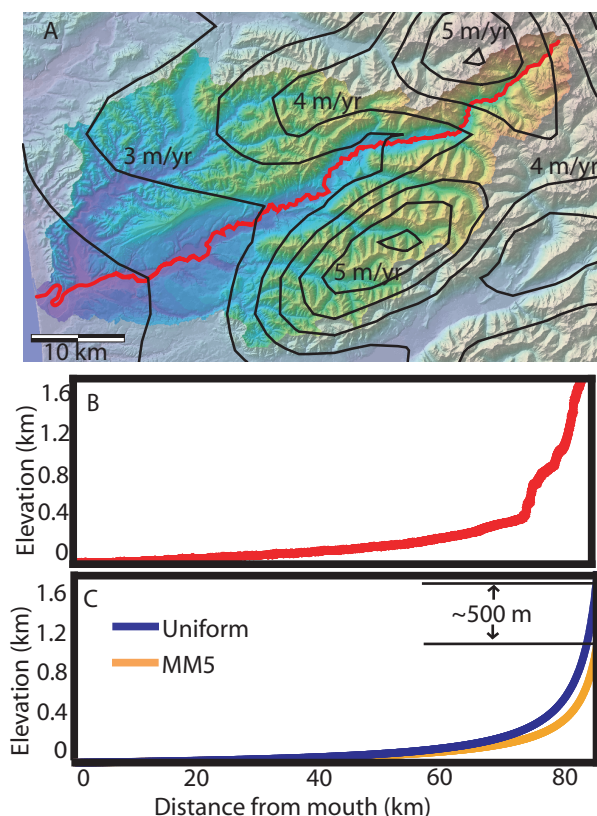 A
5 m/yr
4 m/yr
3 m/yr
4 m/yr
5 m/yr
10 km
B
1.6
1.2
0.8
0.4
0
Elevation (km)
C
1.6
1.2
0.8
0.4
0
Elevation (km)
Uniform
MM5
~500 m
0 20 40 60 80
Distance from mouth (km)